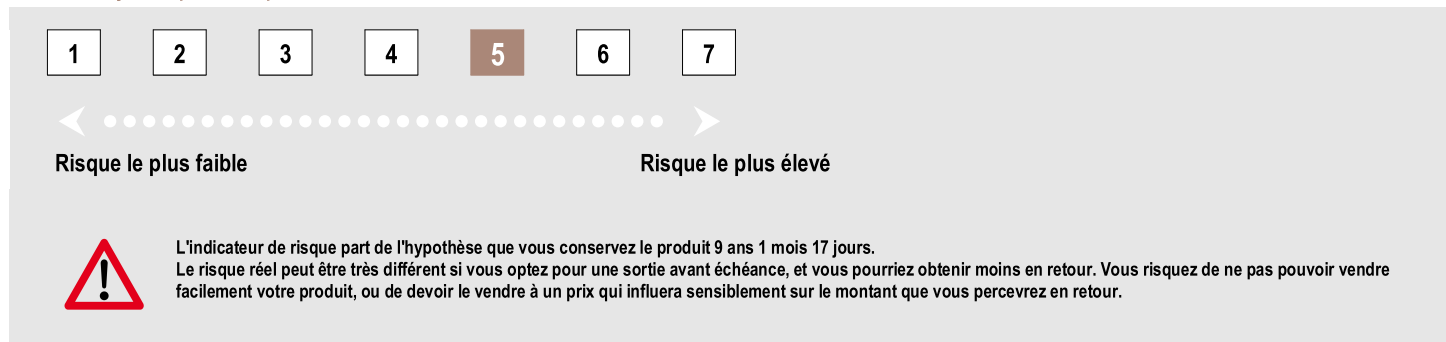 1 2 3 4 5 6 7
Risque le plus faible Risque le plus élevé
L'indicateur de risque part de l'hypothèse que vous conservez le produit 9 ans 1 mois 17 jours.
Le risque réel peut être très différent si vous optez pour une sortie avant échéance, et vous pourriez obtenir moins en retour. Vous risquez de ne pas pouvoir vendre
facilement votre produit, ou de devoir le vendre à un prix qui influera sensiblement sur le montant que vous percevrez en retour.